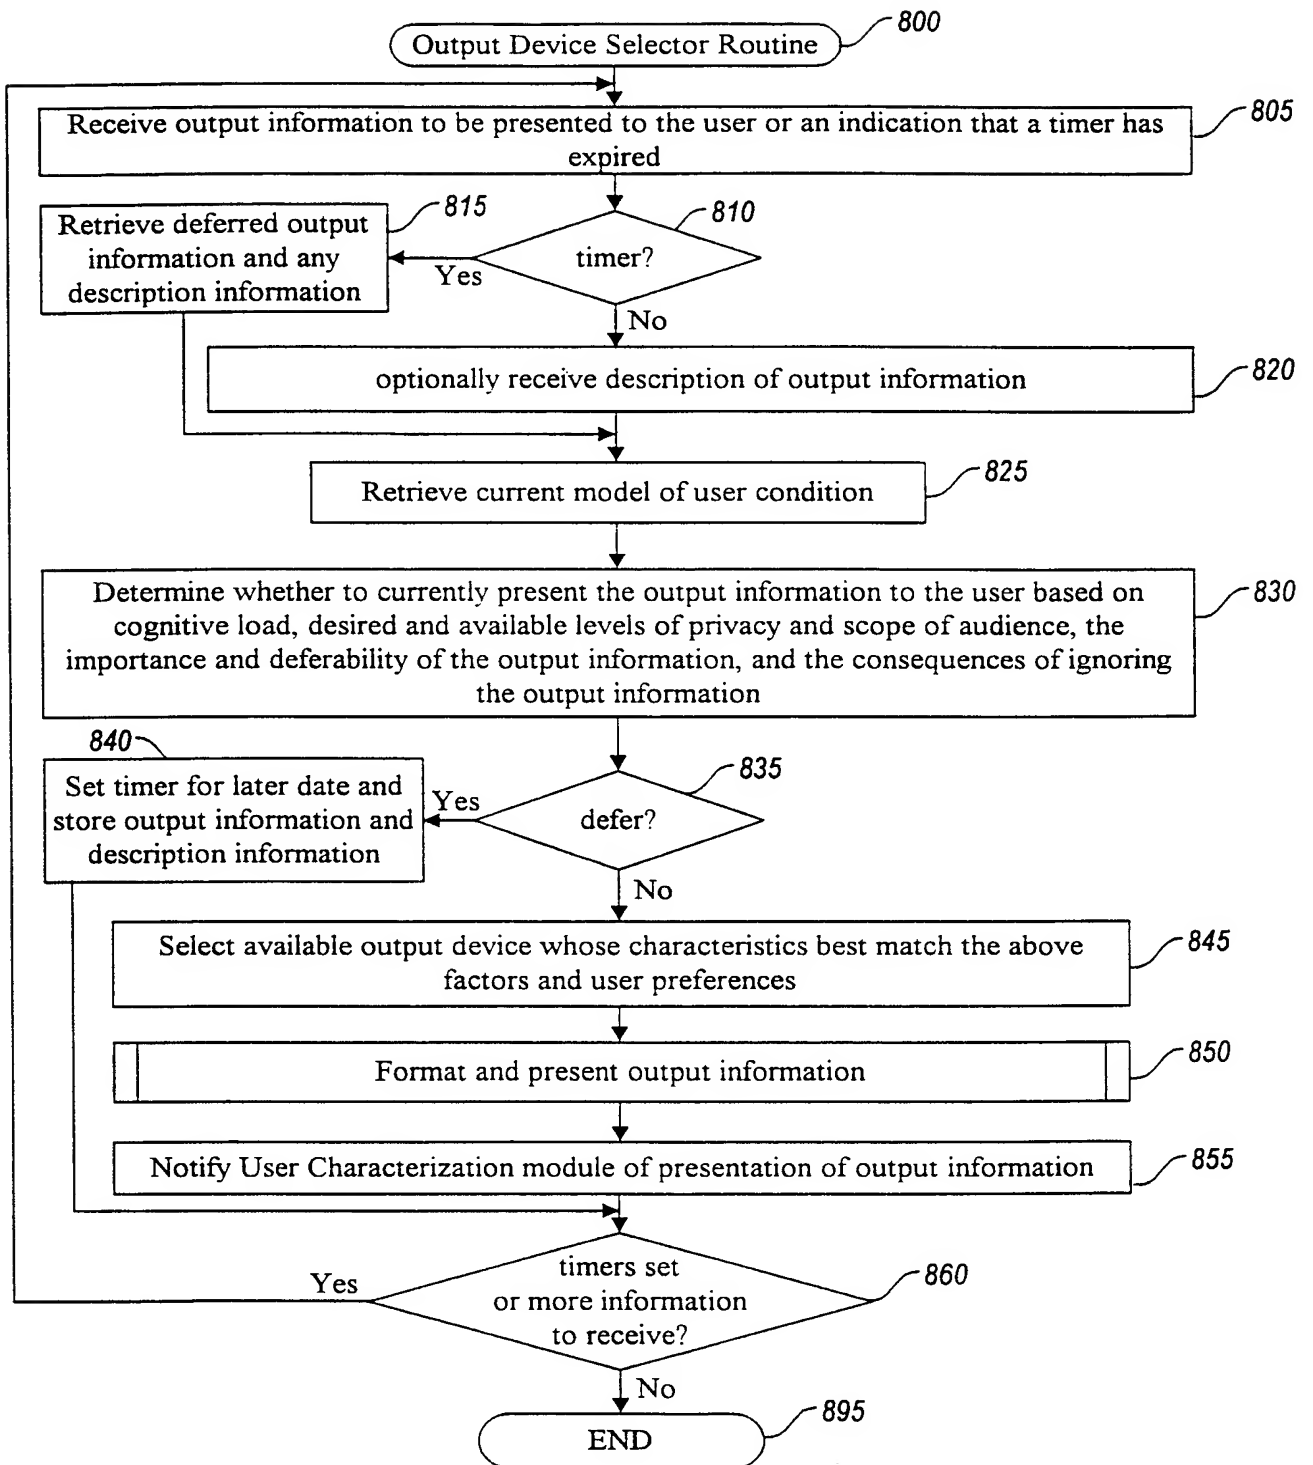 Output Device Selector Routine
800
Receive output information to be presented to the user or an indication that a timer has
expired
805
Retrieve deferred output
information and any
description information
815
timer?
810
Yes
No
optionally receive description of output information
820
Retrieve current model of user condition
825
Determine whether to currently present the output information to the user based on
cognitive load, desired and available levels of privacy and scope of audience, the
importance and deferability of the output information, and the consequences of ignoring
the output information
830
840
Set timer for later date and
store output information and
description information
Yes
defer?
835
No
Select available output device whose characteristics best match the above
factors and user preferences
845
Format and present output information
850
Notify User Characterization module of presentation of output information
855
Yes
timers set
or more information
to receive?
860
No
END
895